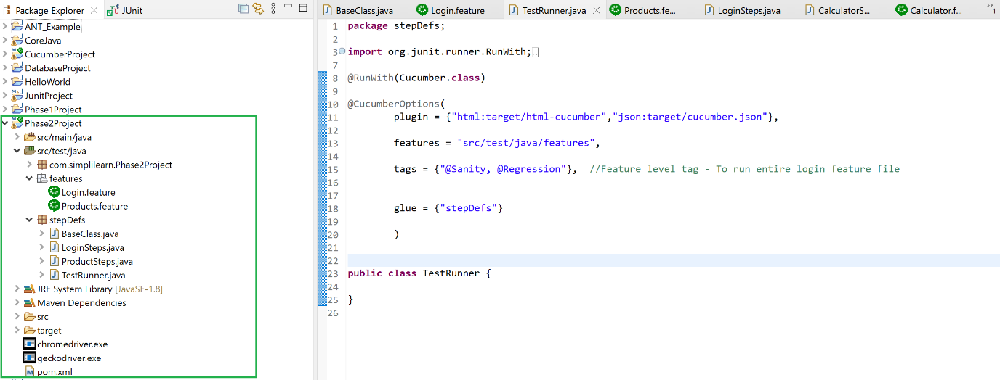 Package Explorer JUnit
ANT_Example
CoreJava
CucumberProject
DatabaseProject
HelloWorld
JunitProject
Phase1Project
Phase2Project
src/main/java
src/test/java
com.simplilearn.Phase2Project
features
Login.feature
Products.feature
stepDefs
BaseClass.java
LoginSteps.java
ProductSteps.java
TestRunner.java
JRE System Library [JavaSE-1.8]
Maven Dependencies
src
target
chromedriver.exe
geckodriver.exe
pom.xml
BaseClass.java Login.feature TestRunner.java Products.fe... LoginSteps.java CalculatorS... Calculator.f... 1
1 package stepDefs;
2
3 import org.junit.runner.RunWith;
7
8 @RunWith(Cucumber.class)
9
10 @CucumberOptions(
11 plugin = {"html:target/html-cucumber","json:target/cucumber.json"},
12
13 features = "src/test/java/features",
14
15 tags = {"@Sanity, @Regression"}, //Feature level tag - To run entire login feature file
16
17
18 glue = {"stepDefs"}
19
20 )
21
22
23 public class TestRunner {
24
25 }
26